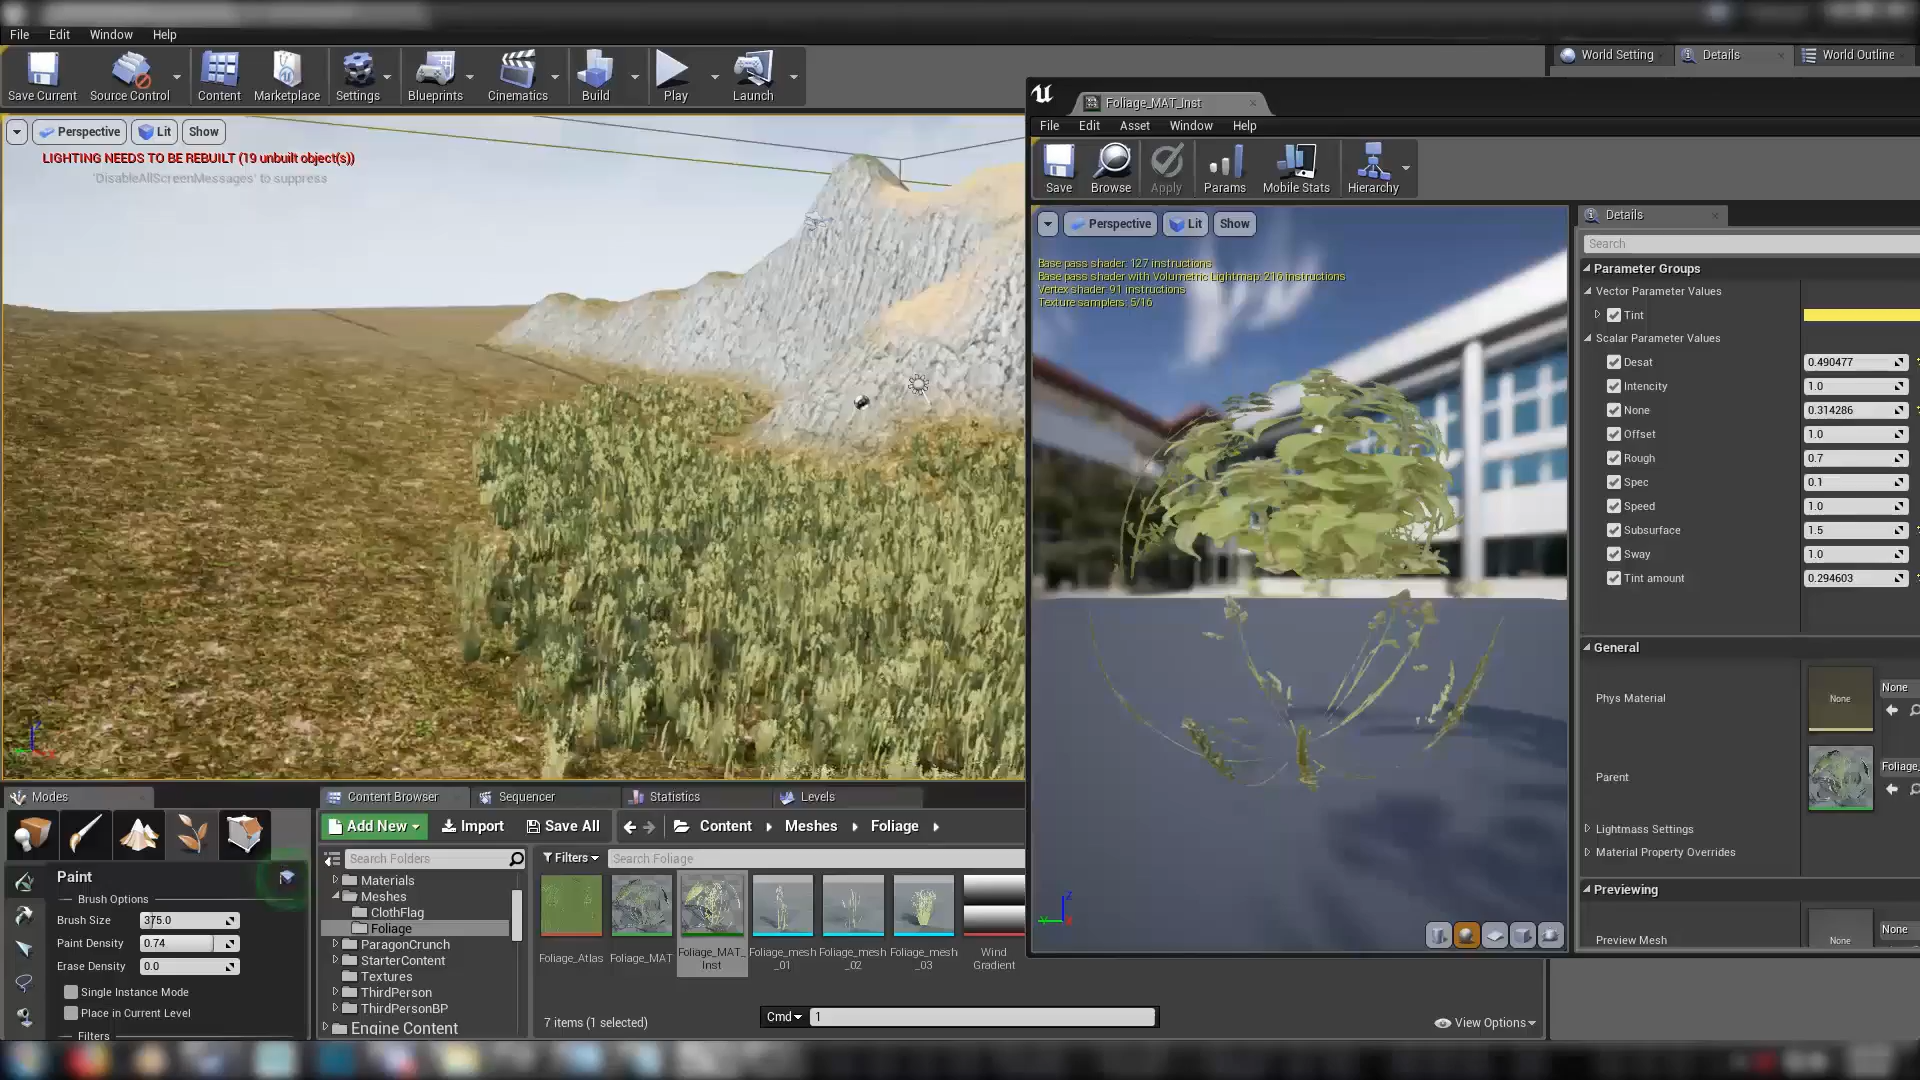 File Edit Window Help
Save Current
Source Control
Content
Marketplace
Settings
Blueprints
Cinematics
Build
Play
Launch
World Setting
Details
World Outline
Perspective
Lit
Show
LIGHTING NEEDS TO BE REBUILT (19 unbuilt object(s))
'DisableAllScreenMessages' to suppress
Foliage_MAT_Inst
File Edit Asset Window Help
Save
Browse
Apply
Params
Mobile Stats
Hierarchy
Perspective
Lit
Show
Base pass shader: 127 instructions
Base pass shader with Volumetric Lightmap: 216 instructions
Vertex shader: 91 instructions
Texture samplers: 5/16
Details
Search
Parameter Groups
Vector Parameter Values
Tint
Scalar Parameter Values
Desat 0.490477
Intencity 1.0
None 0.314286
Offset 1.0
Rough 0.7
Spec 0.1
Speed 1.0
Subsurface 1.5
Sway 1.0
Tint amount 0.294603
General
Phys Material
None
None
Parent
Foliage_
Lightmass Settings
Material Property Overrides
Previewing
Preview Mesh
None
None
Modes
Paint
Brush Options
Brush Size 375.0
Paint Density 0.74
Erase Density 0.0
Single Instance Mode
Place in Current Level
Filters
Content Browser
Sequencer
Statistics
Levels
Add New
Import
Save All
Content
Meshes
Foliage
Search Folders
Filters
Search Foliage
Materials
Meshes
ClothFlag
Foliage
ParagonCrunch
StarterContent
Textures
ThirdPerson
ThirdPersonBP
Engine Content
Foliage_Atlas
Foliage_MAT
Foliage_MAT_
Inst
Foliage_mesh
_01
Foliage_mesh
_02
Foliage_mesh
_03
Wind
Gradient
7 items (1 selected)
Cmd
1
View Options